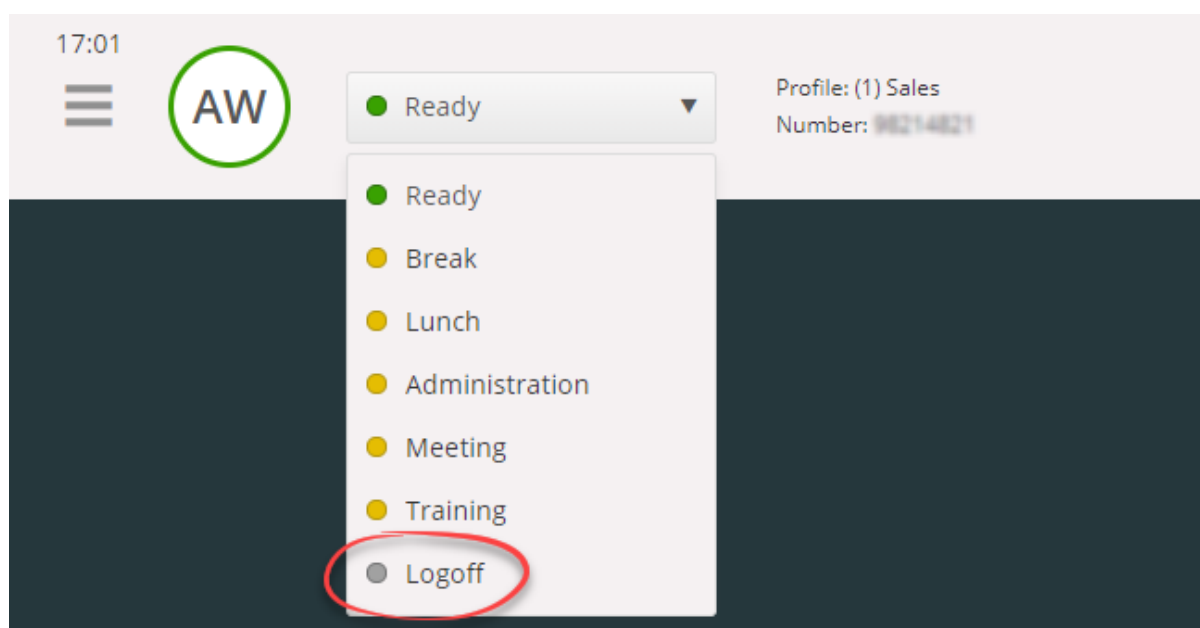 17:01
AW
Ready
Profile: (1) Sales
Number:
Ready
Break
Lunch
Administration
Meeting
Training
Logoff